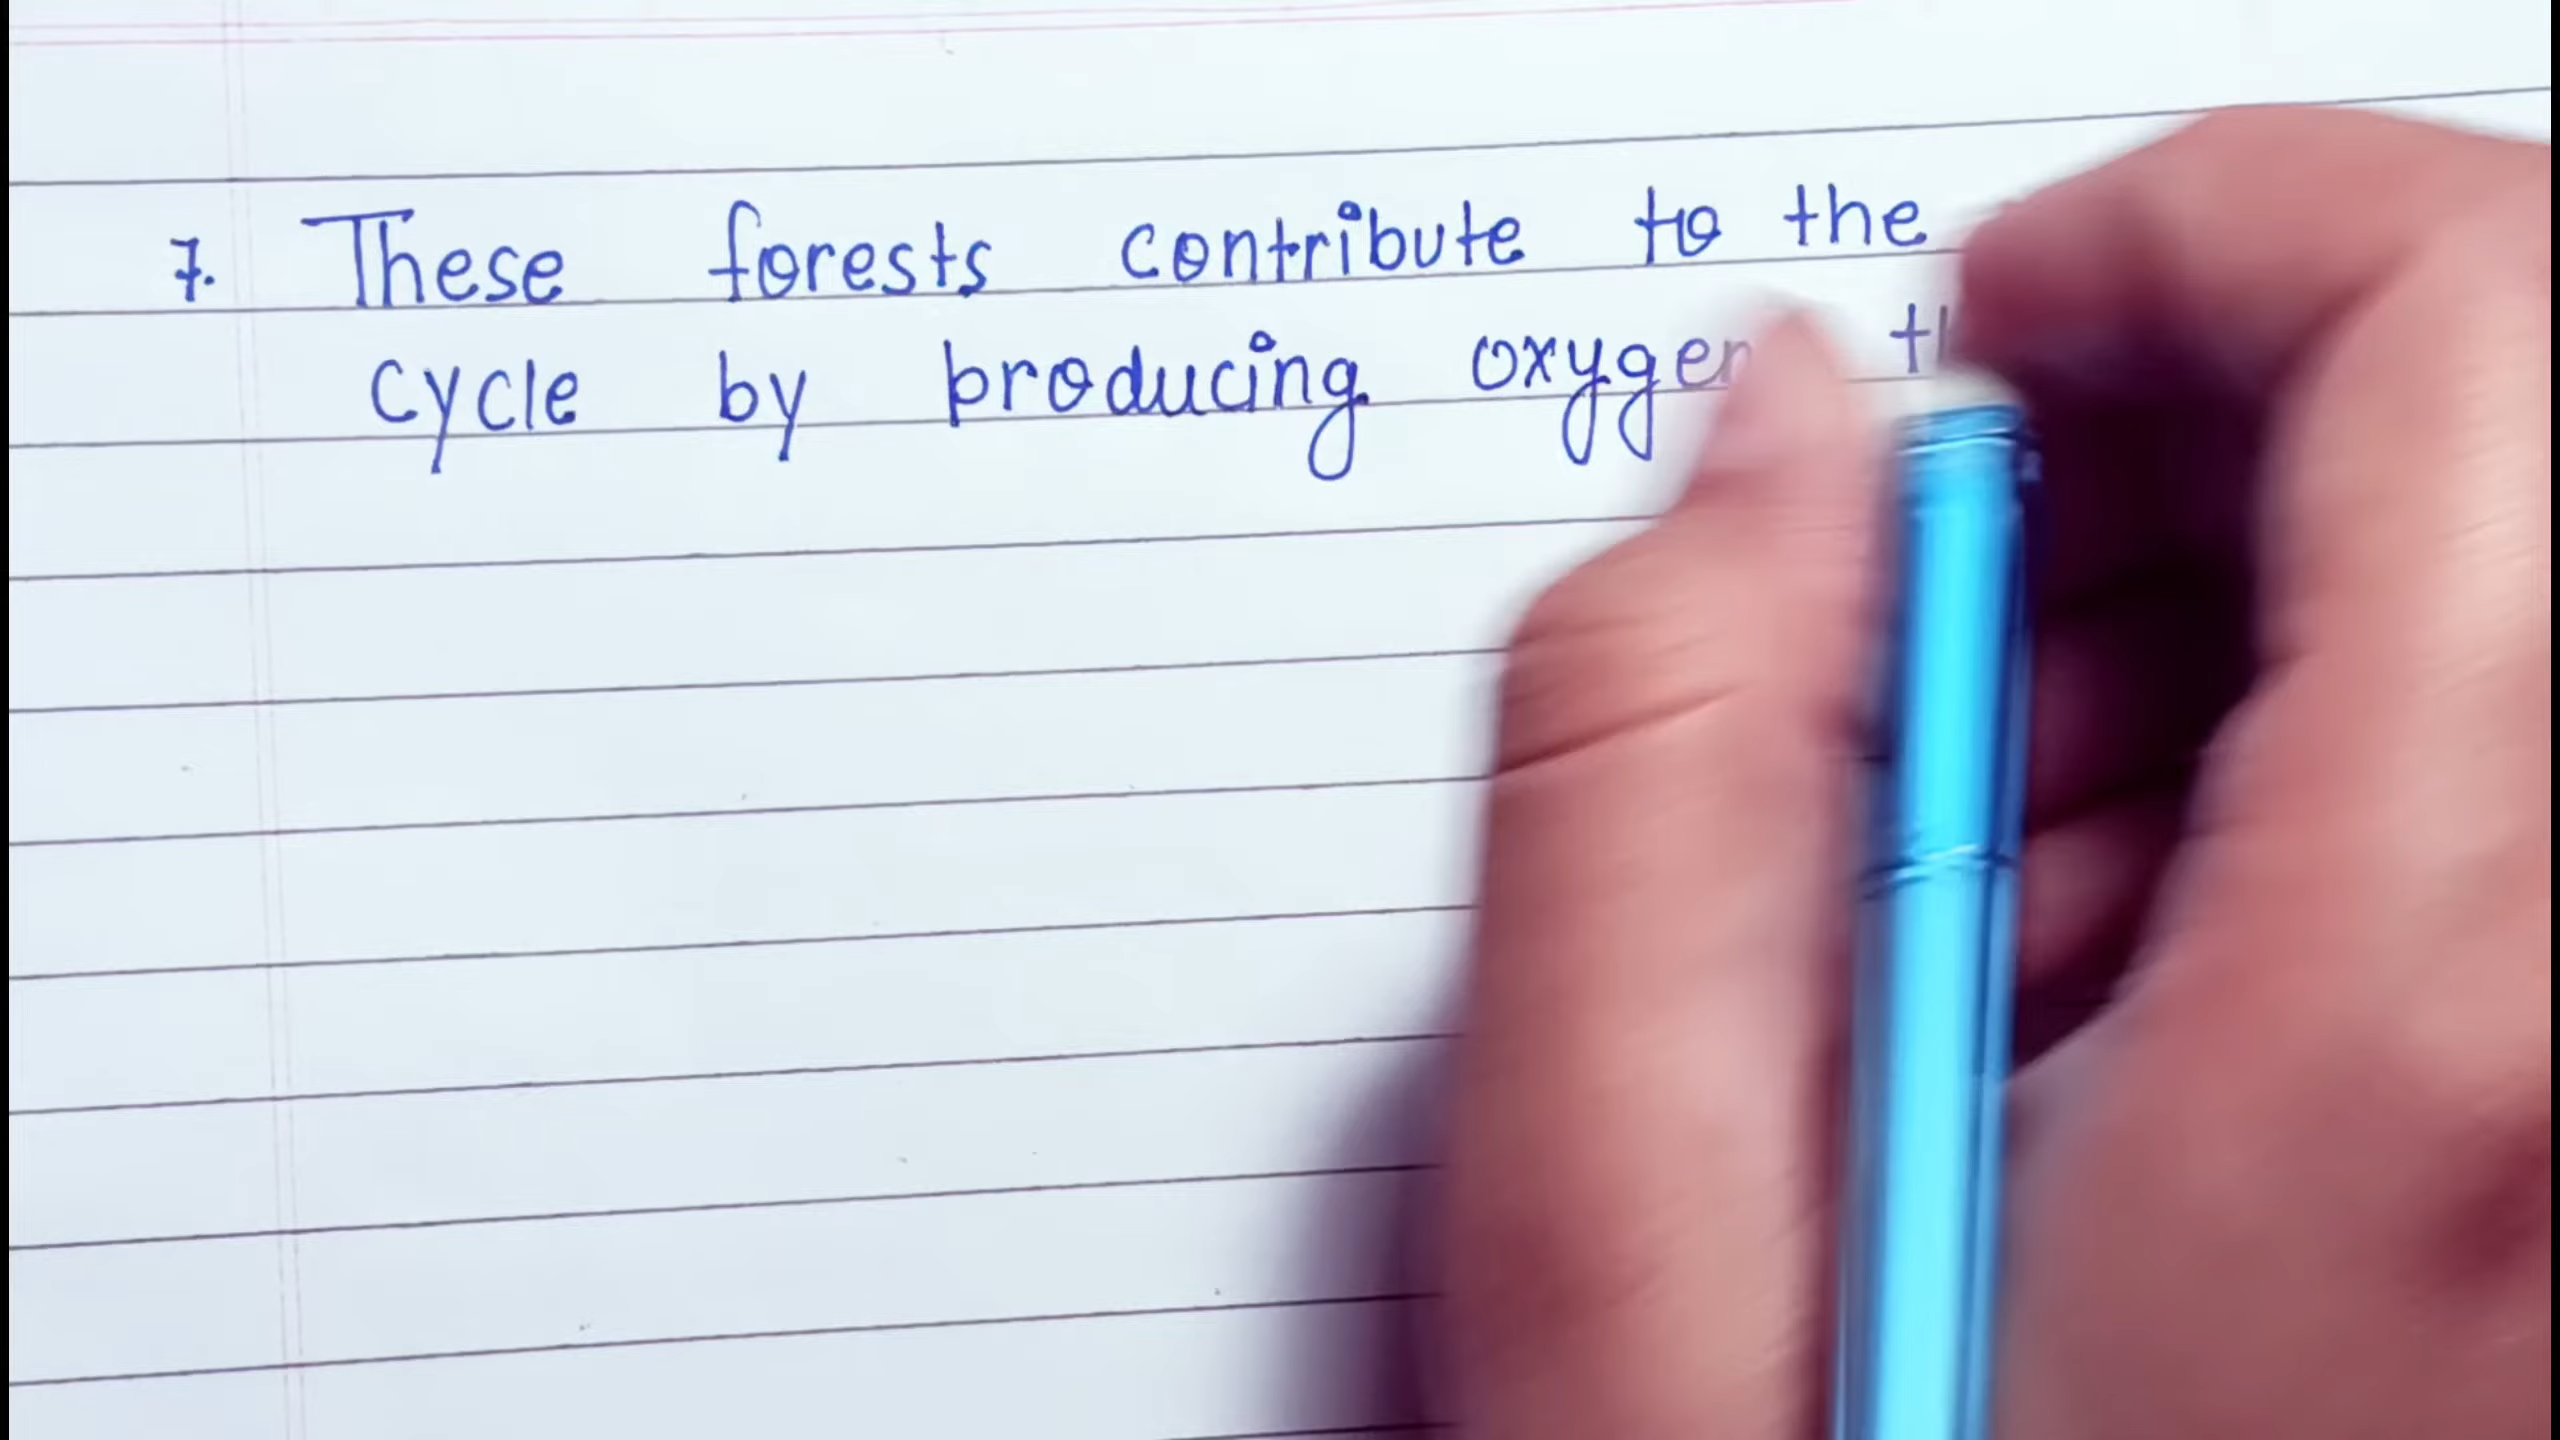 7. These forests contribute to the
cycle by producing oxygen